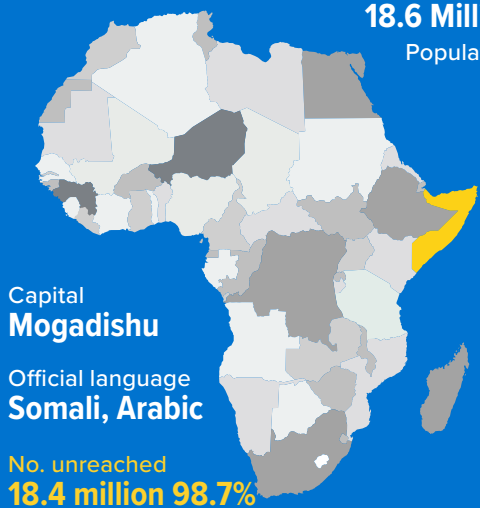 18.6 Mill
Popula
Capital
Mogadishu
Official language
Somali, Arabic
No. unreached
18.4 million 98.7%